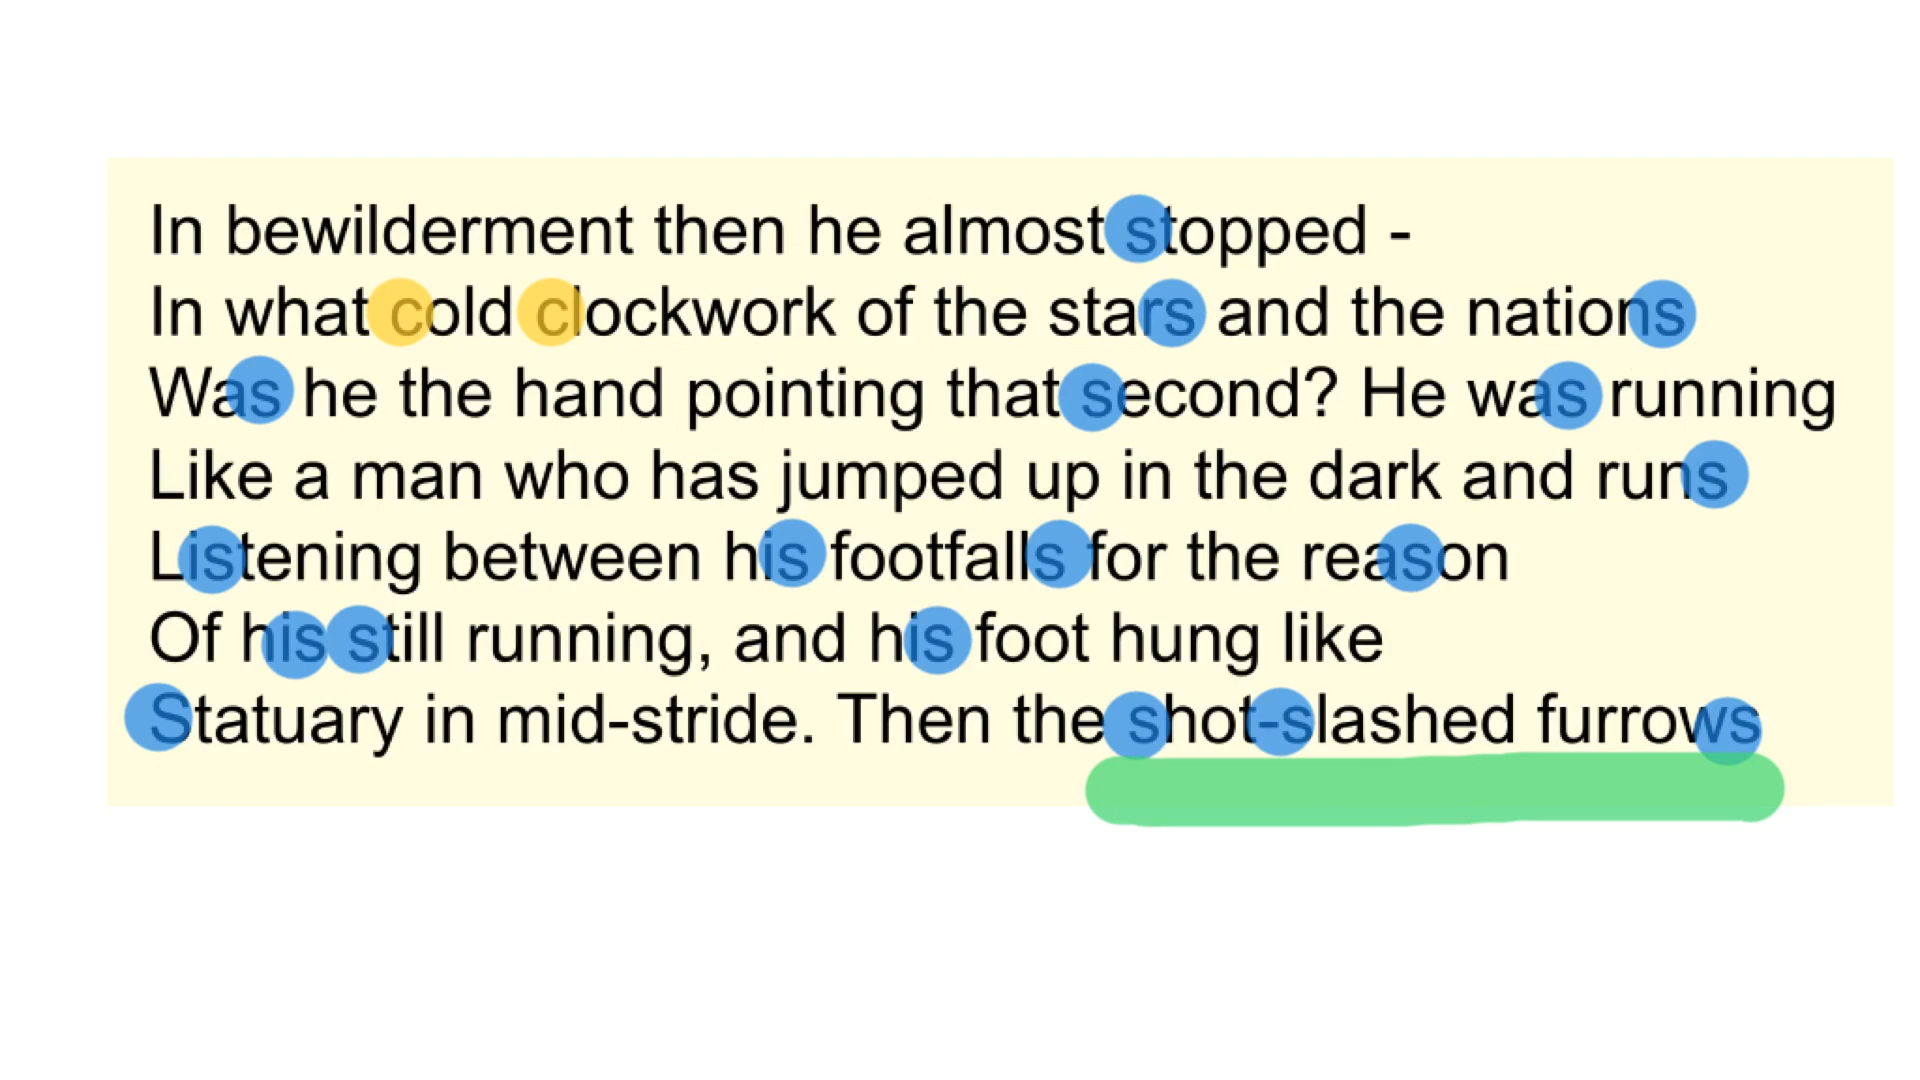 In bewilderment then he almost stopped -
In what cold clockwork of the stars and the nations
Was he the hand pointing that second? He was running
Like a man who has jumped up in the dark and runs
Listening between his footfalls for the reason
Of his still running, and his foot hung like
Statuary in mid-stride. Then the shot-slashed furrows